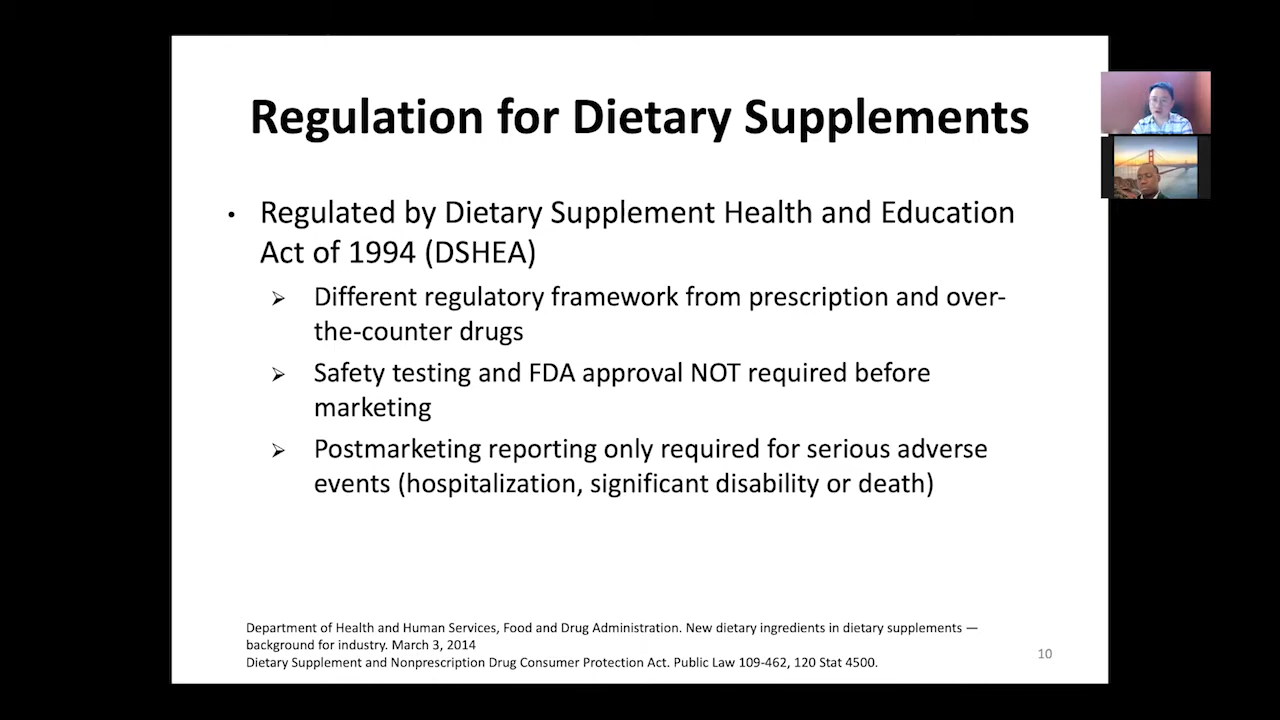 Regulation for Dietary Supplements
• Regulated by Dietary Supplement Health and Education
Act of 1994 (DSHEA)
➢ Different regulatory framework from prescription and over-
the-counter drugs
➢ Safety testing and FDA approval NOT required before
marketing
➢ Postmarketing reporting only required for serious adverse
events (hospitalization, significant disability or death)
Department of Health and Human Services, Food and Drug Administration. New dietary ingredients in dietary supplements —
background for industry. March 3, 2014
Dietary Supplement and Nonprescription Drug Consumer Protection Act. Public Law 109-462, 120 Stat 4500.
10